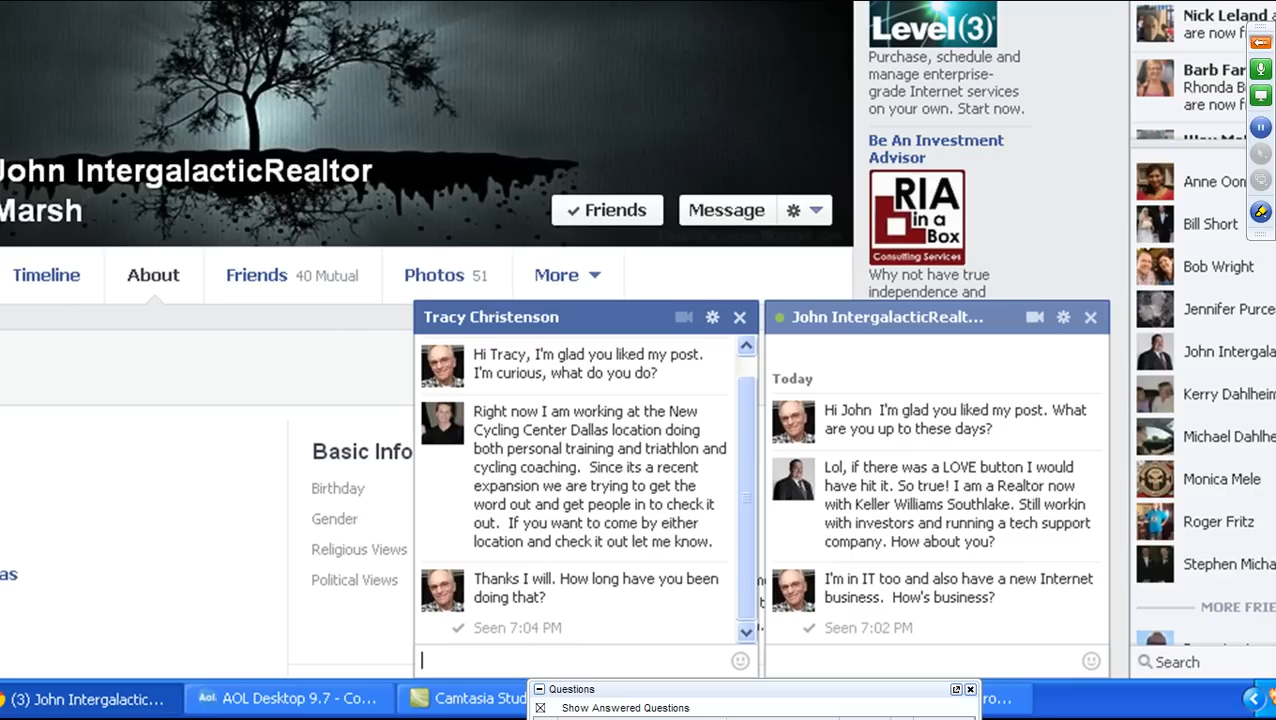 John IntergalacticRealtor
Marsh
Friends
Message
Timeline
About
Friends 40 Mutual
Photos 51
More
Basic Info
Birthday
Gender
Religious Views
Political Views
as
Level(3)
Purchase, schedule and
manage enterprise-
grade Internet services
on your own. Start now.
Be An Investment
Advisor
RIA
in a
Box
Consulting Services
Why not have true
independence and
Tracy Christenson
Hi Tracy, I'm glad you liked my post.
I'm curious, what do you do?
Right now I am working at the New
Cycling Center Dallas location doing
both personal training and triathlon and
cycling coaching. Since its a recent
expansion we are trying to get the
word out and get people in to check it
out. If you want to come by either
location and check it out let me know.
Thanks I will. How long have you been
doing that?
Seen 7:04 PM
John IntergalacticRealt...
Today
Hi John I'm glad you liked my post. What
are you up to these days?
Lol, if there was a LOVE button I would
have hit it. So true! I am a Realtor now
with Keller Williams Southlake. Still workin
with investors and running a tech support
company. How about you?
I'm in IT too and also have a new Internet
business. How's business?
Seen 7:02 PM
Nick Leland a
are now f
Barb Far
Rhonda B
are now f
Anne Oon
Bill Short
Bob Wright
Jennifer Purce
John Interga
Kerry Dahlhein
Michael Dahlhe
Monica Mele
Roger Fritz
Stephen Micha
MORE FRIE
Search
(3) John Intergalactic...
AOL Desktop 9.7 - Co...
Camtasia Stud
ro...
Questions
Show Answered Questions